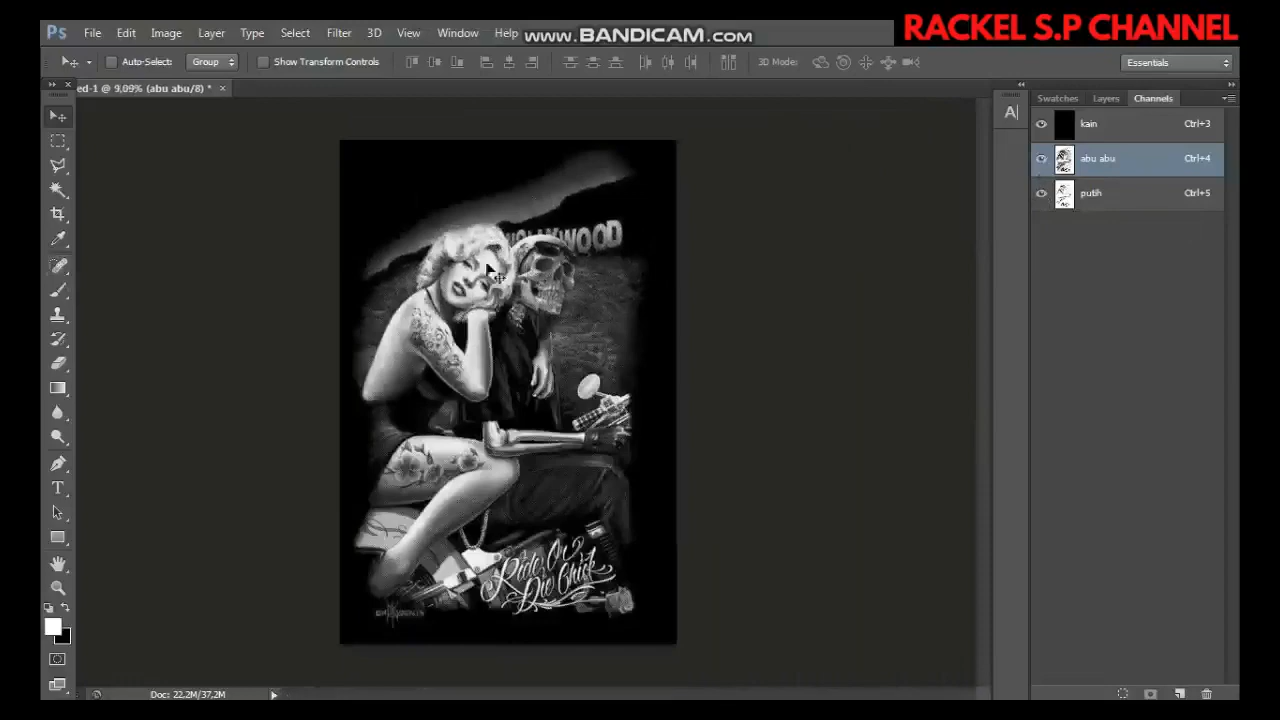 RACKEL S.P CHANNEL
www.BANDICAM.com
Ps File Edit Image Layer Type Select Filter 3D View Window Help
Auto-Select: Group Show Transform Controls 3D Mode: Essentials
ed-1 @ 9,09% (abu abu/8) * ×
Swatches Layers Channels
A|
kain Ctrl+3
abu abu Ctrl+4
putih Ctrl+5
HOLLYWOOD
Ride Or
Die Chick
Doc: 22,2M/37,2M